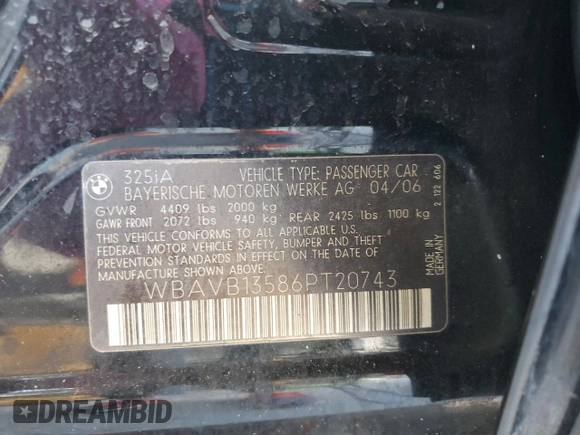 BMW
325iA VEHICLE TYPE: PASSENGER CAR
BAYERISCHE MOTOREN WERKE AG 04/06
GVWR 4409 lbs 2000 kg
GAWR FRONT 2072 lbs 940 kg REAR 2425 lbs 1100 kg
THIS VEHICLE CONFORMS TO ALL APPLICABLE U.S.
FEDERAL MOTOR VEHICLE SAFETY, BUMPER AND THEFT
PREVENTION STANDARDS IN EFFECT ON THE DATE OF
MANUFACTURE SHOWN ABOVE.
WBAVB13586PT20743
MADE IN GERMANY
2 122 606
DREAMBID